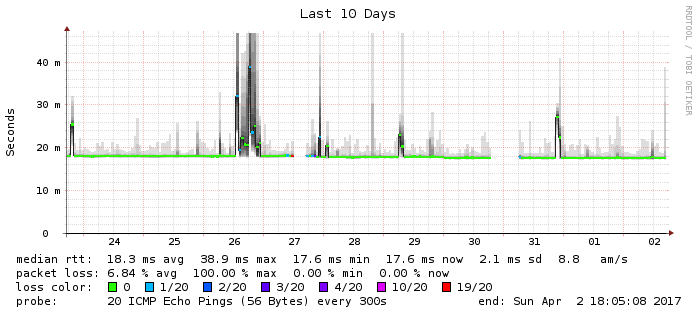 Last 10 Days
RRDTOOL / TOBI OETIKER
Seconds
40 m
30 m
20 m
10 m
0
24 25 26 27 28 29 30 31 01 02
median rtt: 18.3 ms avg 38.9 ms max 17.6 ms min 17.6 ms now 2.1 ms sd 8.8 am/s
packet loss: 6.84 % avg 100.00 % max 0.00 % min 0.00 % now
loss color: 0 1/20 2/20 3/20 4/20 10/20 19/20
probe: 20 ICMP Echo Pings (56 Bytes) every 300s end: Sun Apr 2 18:05:08 2017